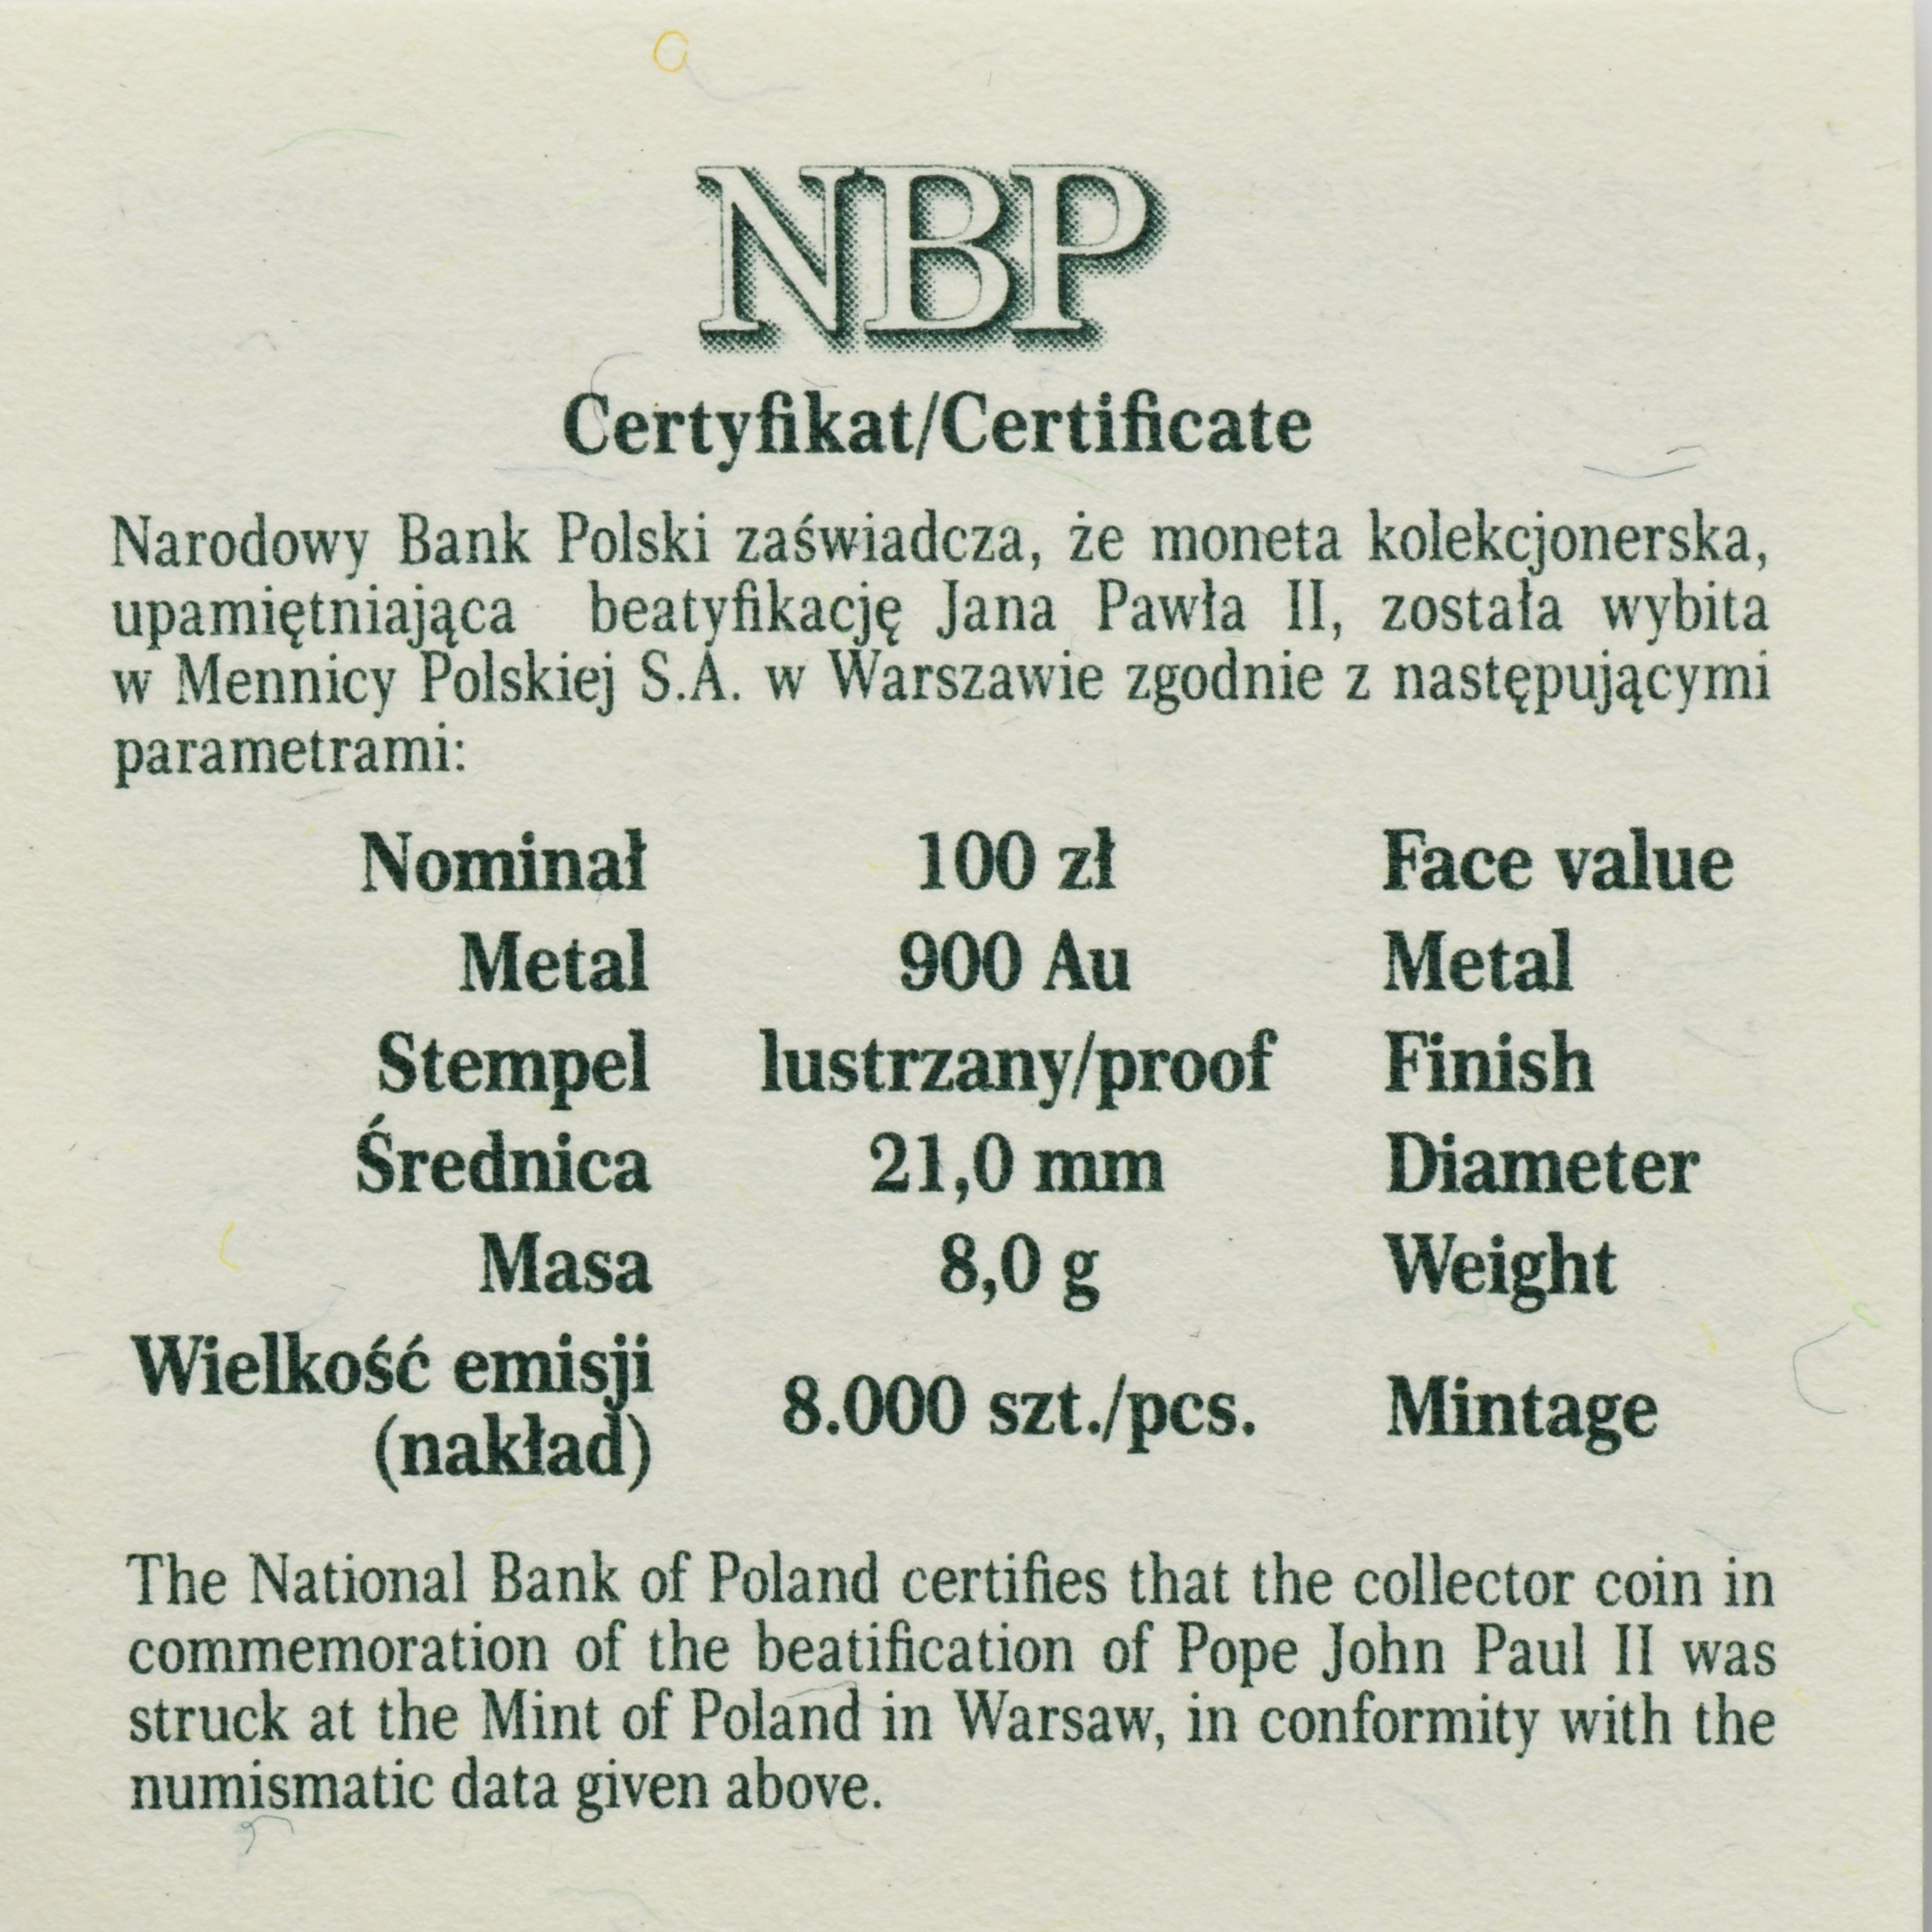 NBP
Certyfikat/Certificate
Narodowy Bank Polski zaświadcza, że moneta kolekcjonerska,
upamiętniająca beatyfikację Jana Pawła II, została wybita
w Mennicy Polskiej S.A. w Warszawie zgodnie z następującymi
parametrami:
Nominał 100 zł Face value
Metal 900 Au Metal
Stempel lustrzany/proof Finish
Średnica 21,0 mm Diameter
Masa 8,0 g Weight
Wielkość emisji
(nakład) 8.000 szt./pcs. Mintage
The National Bank of Poland certifies that the collector coin in
commemoration of the beatification of Pope John Paul II was
struck at the Mint of Poland in Warsaw, in conformity with the
numismatic data given above.